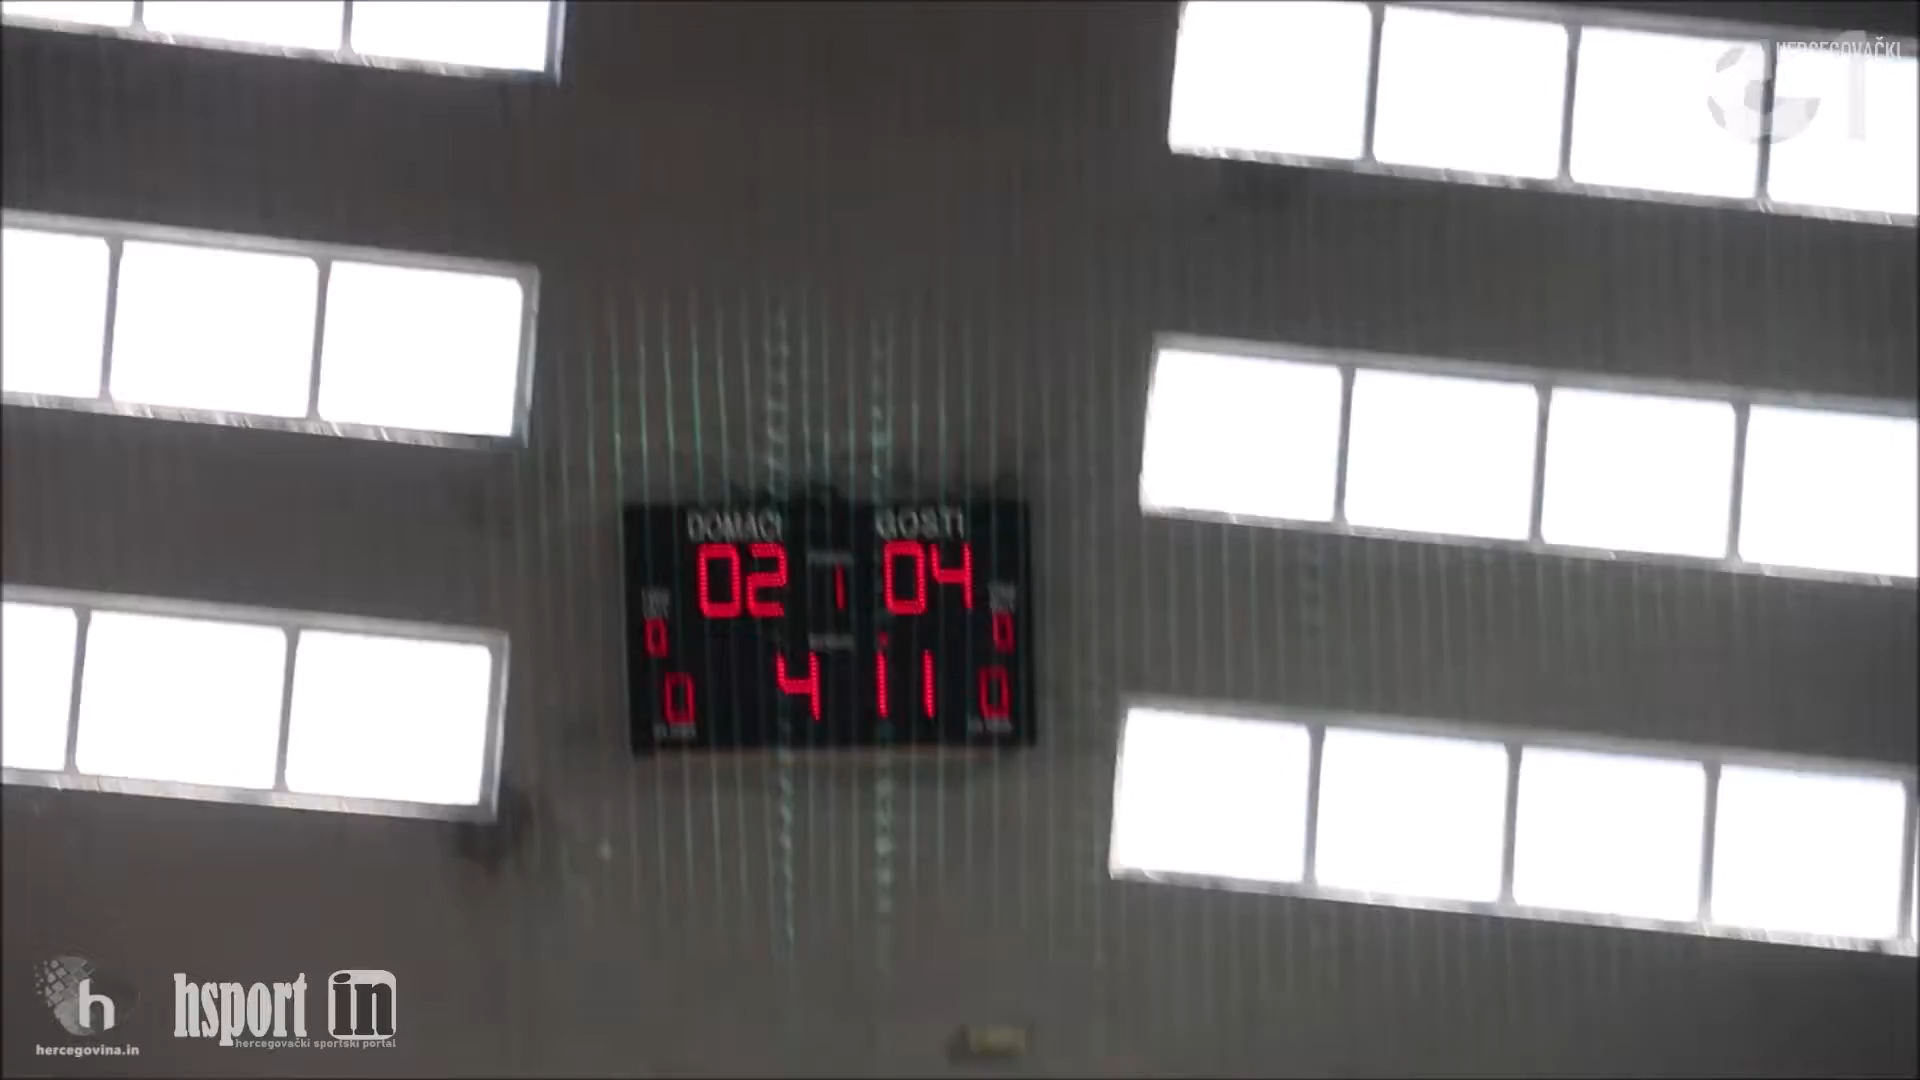 HERCEGOVAČKI
DOMAĆI GOSTI
02 1 04
0 0
4 11
0 0
h
hercegovina.in
hsport in
hercegovački sportski portal